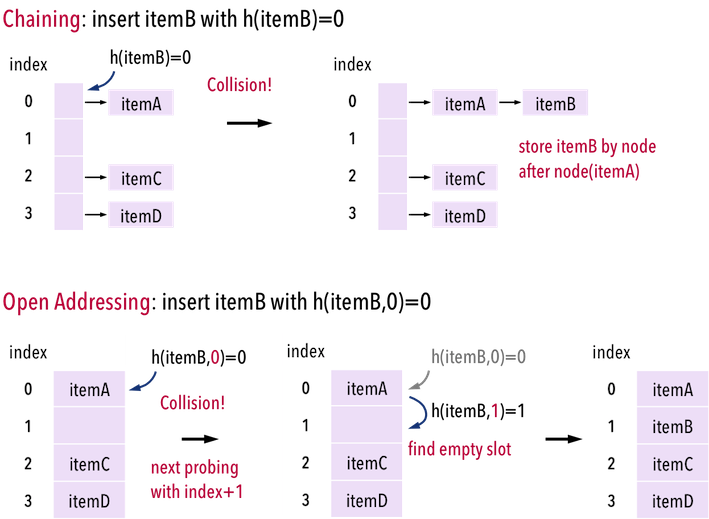 Chaining: insert itemB with h(itemB)=0
index
h(itemB)=0
0
itemA
1
2
itemC
3
itemD
Collision!
index
0
itemA
itemB
1
2
itemC
3
itemD
store itemB by node
after node(itemA)
Open Addressing: insert itemB with h(itemB,0)=0
index
h(itemB,0)=0
0
itemA
1
2
itemC
3
itemD
Collision!
next probing
with index+1
index
h(itemB,0)=0
0
itemA
h(itemB,1)=1
1
find empty slot
2
itemC
3
itemD
index
0
itemA
1
itemB
2
itemC
3
itemD